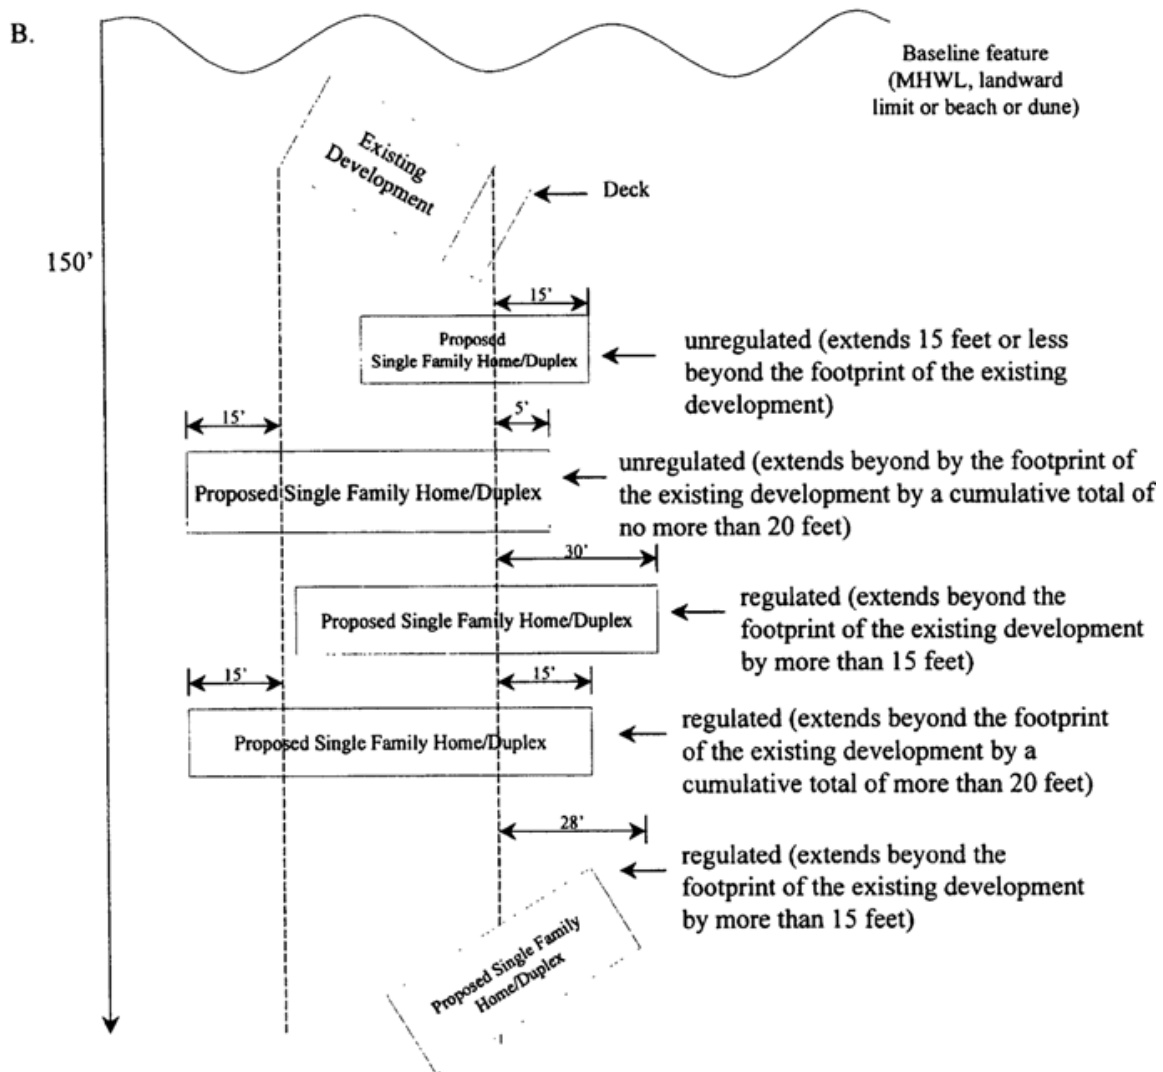 B.
Baseline feature
(MHWL, landward
limit or beach or dune)
Existing
Development
Deck
150'
15'
Proposed
Single Family Home/Duplex
unregulated (extends 15 feet or less
beyond the footprint of the existing
development)
15'
5'
Proposed Single Family Home/Duplex
unregulated (extends beyond by the footprint of
the existing development by a cumulative total of
no more than 20 feet)
30'
Proposed Single Family Home/Duplex
regulated (extends beyond the
footprint of the existing development
by more than 15 feet)
15'
15'
Proposed Single Family Home/Duplex
regulated (extends beyond the footprint
of the existing development by a
cumulative total of more than 20 feet)
28'
regulated (extends beyond the
footprint of the existing development
by more than 15 feet)
Proposed Single Family
Home/Duplex